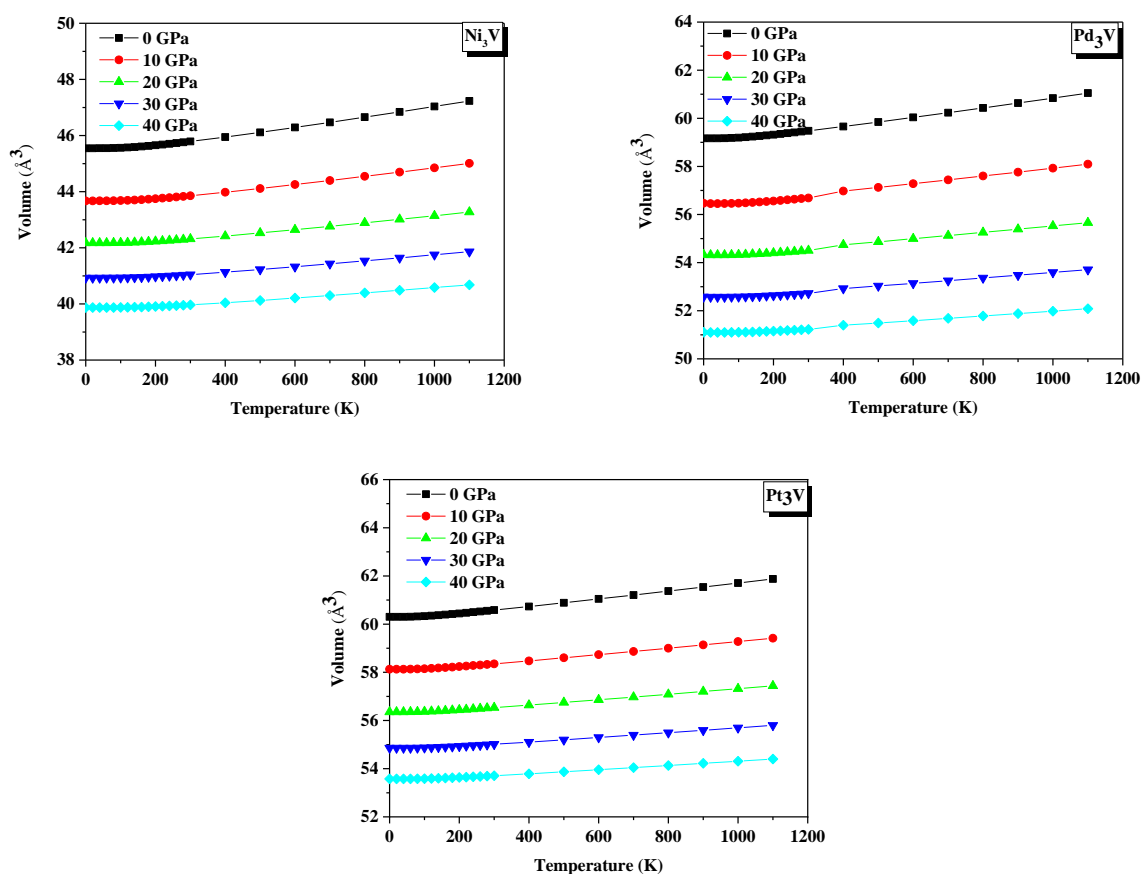 Ni3V
0 GPa
10 GPa
20 GPa
30 GPa
40 GPa
50
48
46
44
42
40
38
Volume (Å3)
0 200 400 600 800 1000 1200
Temperature (K)
Pd3V
0 GPa
10 GPa
20 GPa
30 GPa
40 GPa
64
62
60
58
56
54
52
50
Volume (Å3)
0 200 400 600 800 1000 1200
Temperature (K)
Pt3V
0 GPa
10 GPa
20 GPa
30 GPa
40 GPa
66
64
62
60
58
56
54
52
Volume (Å3)
0 200 400 600 800 1000 1200
Temperature (K)